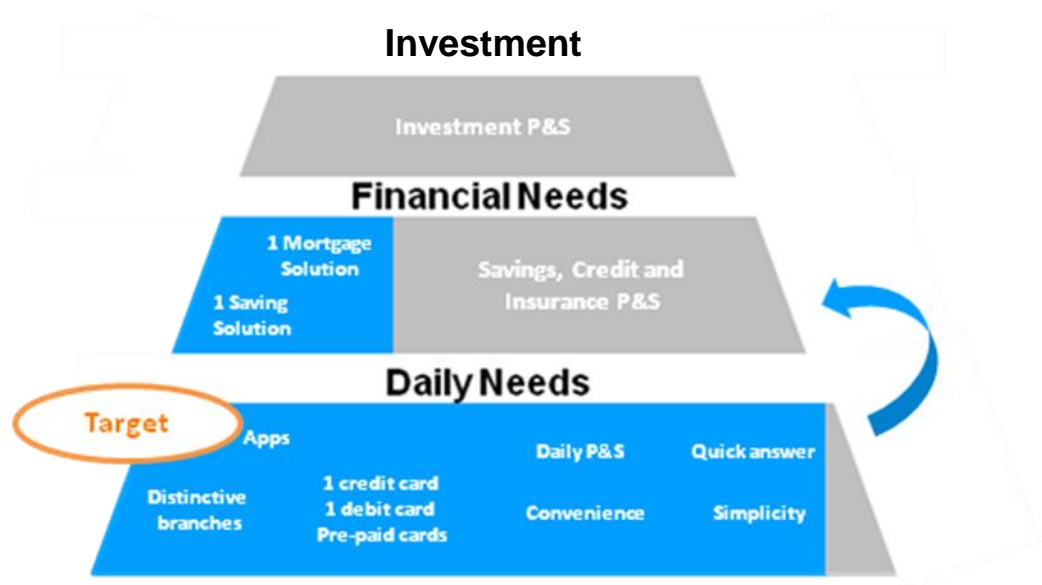 Investment
Investment P&S
Financial Needs
1 Mortgage
Solution
1 Saving
Solution
Savings, Credit and
Insurance P&S
Daily Needs
Target
Apps
Distinctive
branches
1 credit card
1 debit card
Pre-paid cards
Daily P&S
Convenience
Quick answer
Simplicity